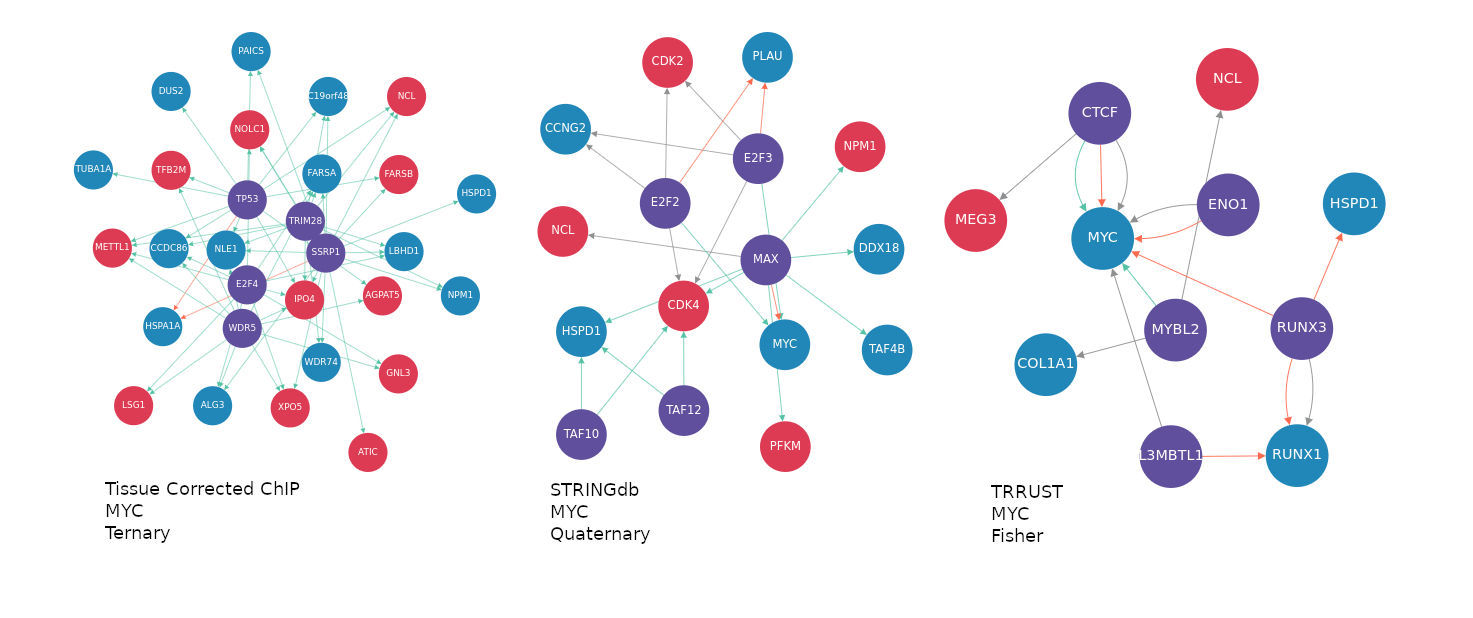 PAICS
DUS2
C19orf48
NCL
NOLC1
TUBA1A
TFB2M
FARSA
FARSB
HSPD1
TP53
TRIM28
METTL1
CCDC86
NLE1
SSRP1
LBHD1
E2F4
IPO4
AGPAT5
NPM1
HSPA1A
WDR5
WDR74
GNL3
LSG1
ALG3
XPO5
ATIC
Tissue Corrected ChIP
MYC
Ternary
CDK2
PLAU
CCNG2
NPM1
E2F3
E2F2
NCL
DDX18
MAX
CDK4
HSPD1
MYC
TAF4B
TAF12
TAF10
PFKM
STRINGdb
MYC
Quaternary
NCL
CTCF
MEG3
ENO1
HSPD1
MYC
MYBL2
RUNX3
COL1A1
L3MBTL1
RUNX1
TRRUST
MYC
Fisher